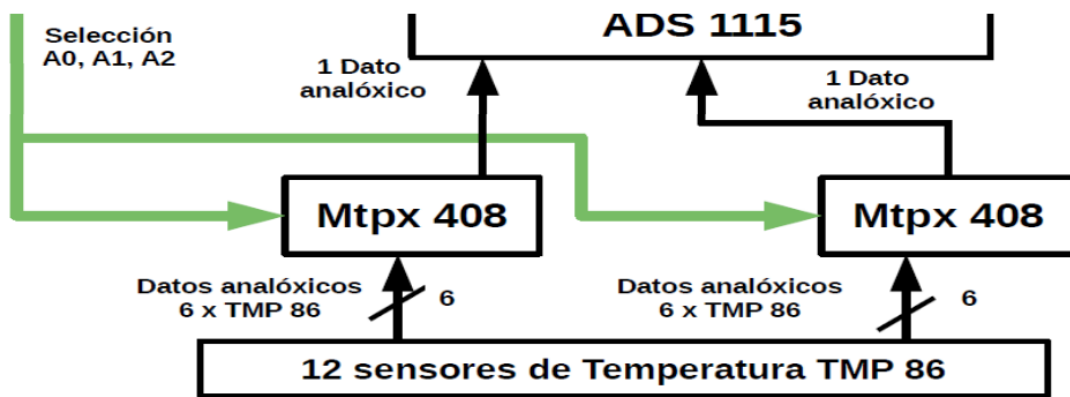 Selección
A0, A1, A2
ADS 1115
1 Dato
analóxico
1 Dato
analóxico
Mtpx 408
Mtpx 408
Datos analóxicos
6 x TMP 86
6
Datos analóxicos
6 x TMP 86
6
12 sensores de Temperatura TMP 86